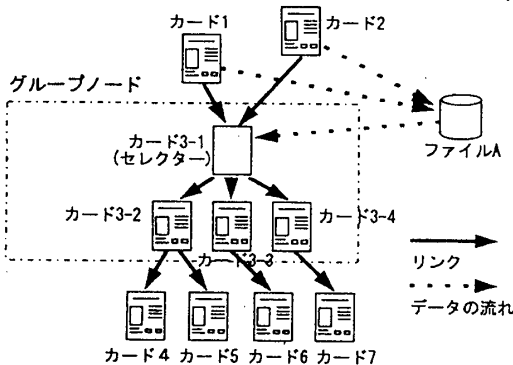 カード1
カード2
グループノード
カード3-1
(セレクター)
ファイルA
カード3-2
カード3-4
カード3-3
リンク
データの流れ
カード4
カード5
カード6
カード7